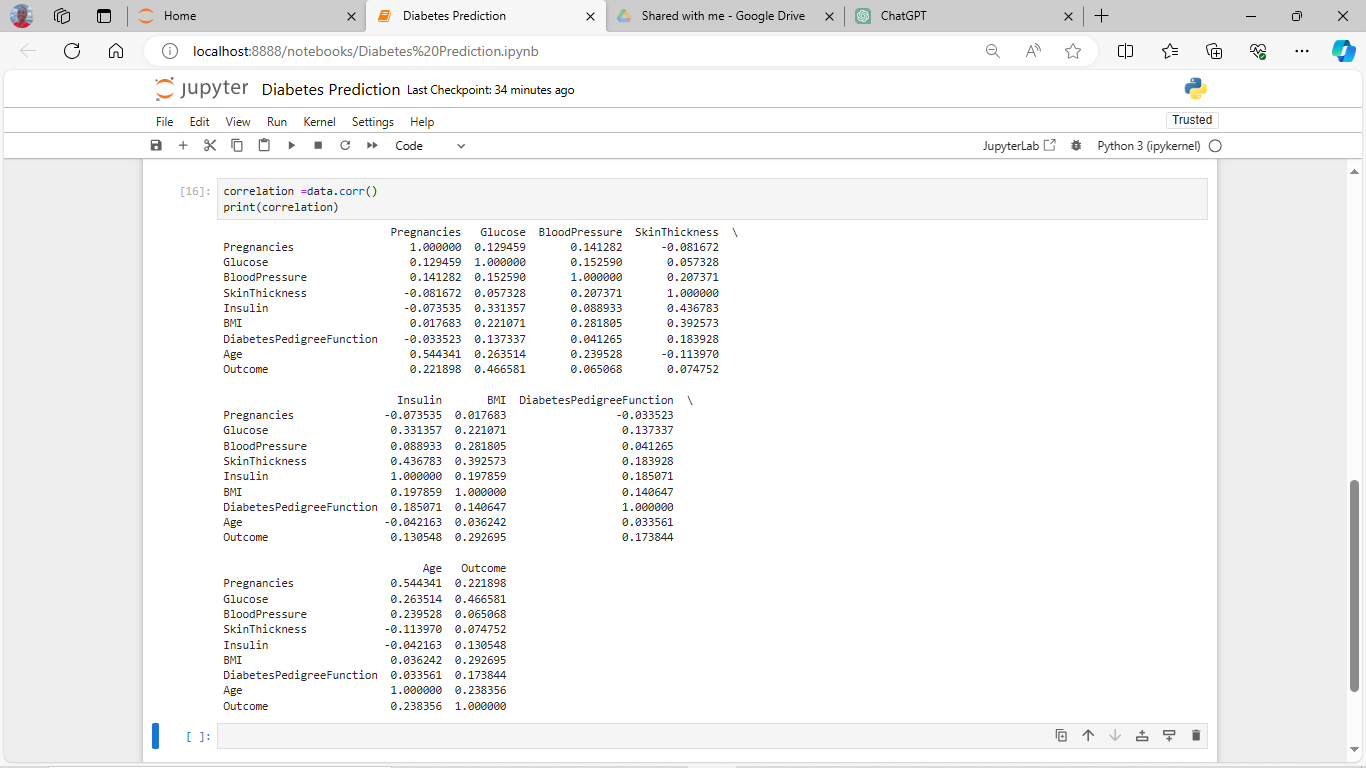 Home
Diabetes Prediction
Shared with me - Google Drive
ChatGPT
localhost:8888/notebooks/Diabetes%20Prediction.ipynb
jupyter Diabetes Prediction Last Checkpoint: 34 minutes ago
File Edit View Run Kernel Settings Help Trusted
Code JupyterLab Python 3 (ipykernel)
[16]: correlation =data.corr()
print(correlation)
Pregnancies Glucose BloodPressure SkinThickness \
Pregnancies 1.000000 0.129459 0.141282 -0.081672
Glucose 0.129459 1.000000 0.152590 0.057328
BloodPressure 0.141282 0.152590 1.000000 0.207371
SkinThickness -0.081672 0.057328 0.207371 1.000000
Insulin -0.073535 0.331357 0.088933 0.436783
BMI 0.017683 0.221071 0.281805 0.392573
DiabetesPedigreeFunction -0.033523 0.137337 0.041265 0.183928
Age 0.544341 0.263514 0.239528 -0.113970
Outcome 0.221898 0.466581 0.065068 0.074752
Insulin BMI DiabetesPedigreeFunction \
Pregnancies -0.073535 0.017683 -0.033523
Glucose 0.331357 0.221071 0.137337
BloodPressure 0.088933 0.281805 0.041265
SkinThickness 0.436783 0.392573 0.183928
Insulin 1.000000 0.197859 0.185071
BMI 0.197859 1.000000 0.140647
DiabetesPedigreeFunction 0.185071 0.140647 1.000000
Age -0.042163 0.036242 0.033561
Outcome 0.130548 0.292695 0.173844
Age Outcome
Pregnancies 0.544341 0.221898
Glucose 0.263514 0.466581
BloodPressure 0.239528 0.065068
SkinThickness -0.113970 0.074752
Insulin -0.042163 0.130548
BMI 0.036242 0.292695
DiabetesPedigreeFunction 0.033561 0.173844
Age 1.000000 0.238356
Outcome 0.238356 1.000000
[ ]: